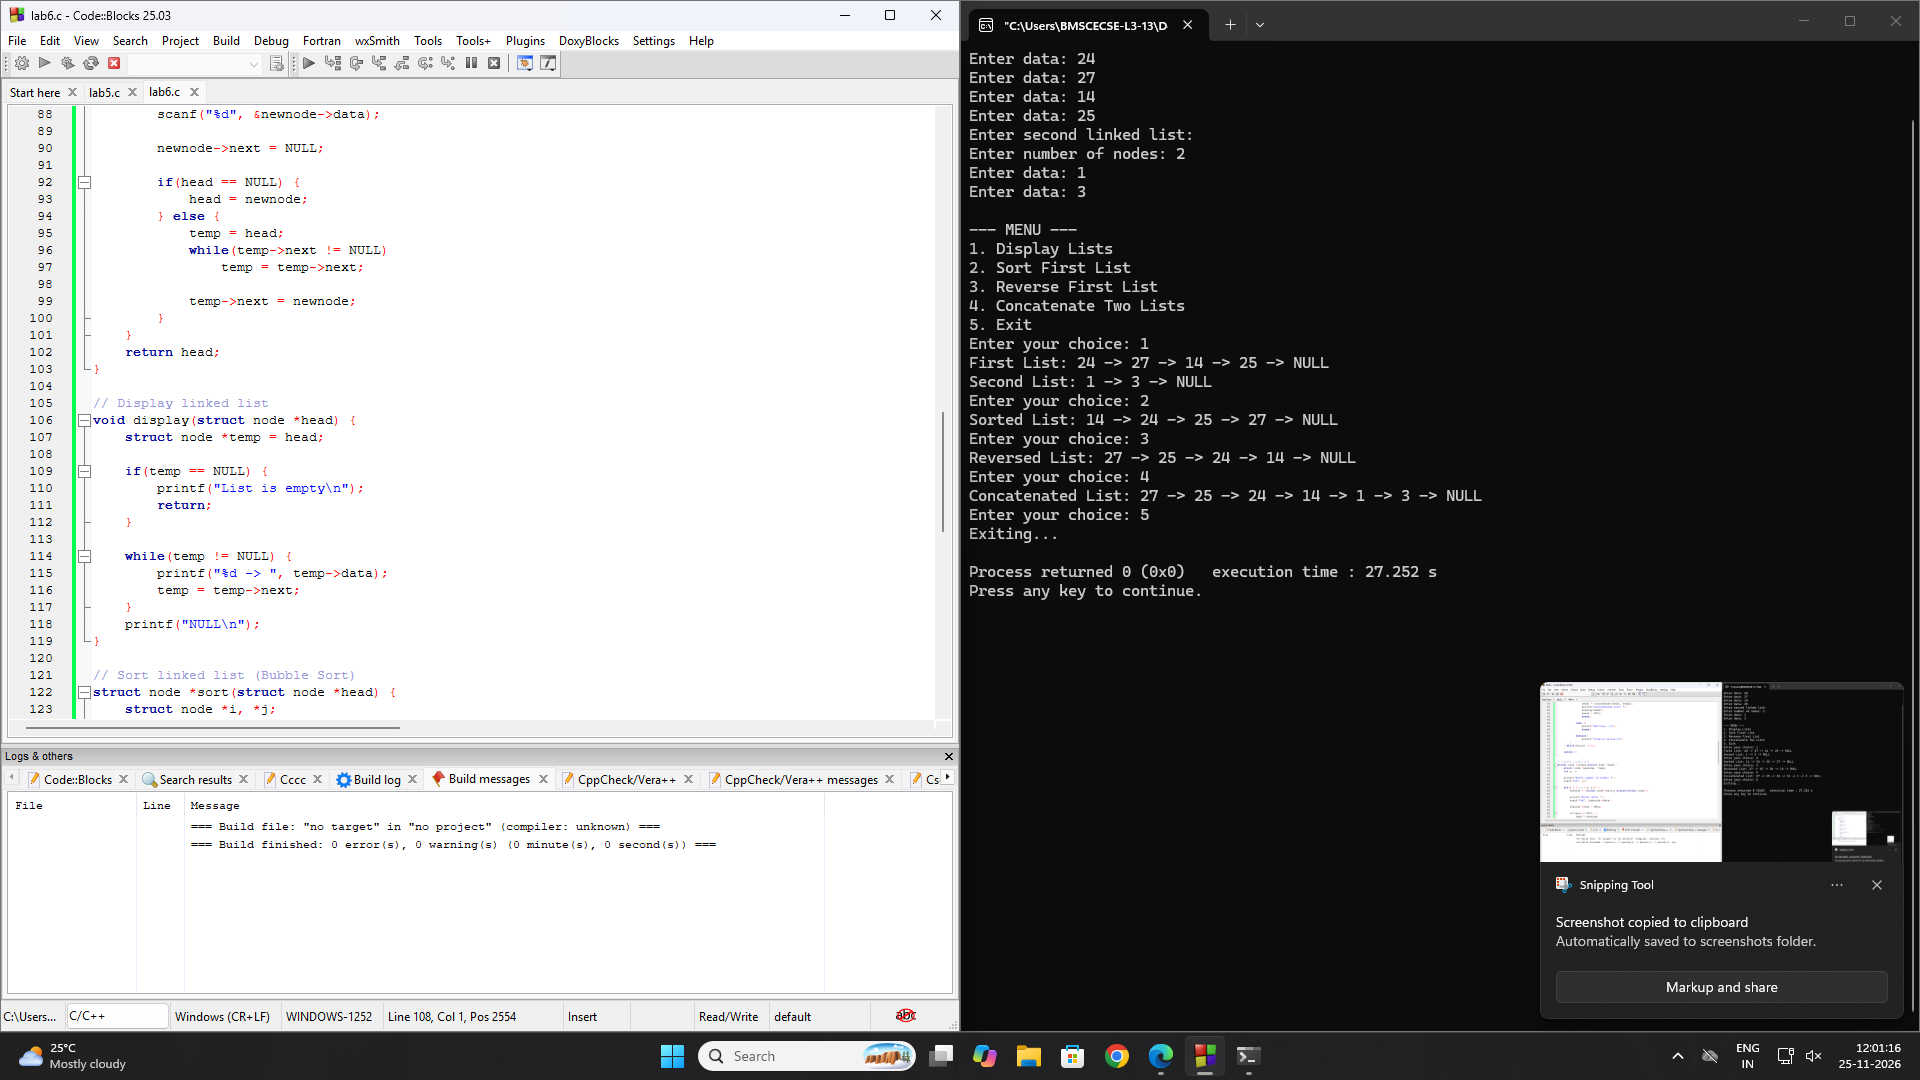 lab6.c - Code::Blocks 25.03
File Edit View Search Project Build Debug Fortran wxSmith Tools Tools+ Plugins DoxyBlocks Settings Help
Start here lab5.c lab6.c
88 scanf("%d", &newnode->data);
89
90 newnode->next = NULL;
91
92 if(head == NULL) {
93 head = newnode;
94 } else {
95 temp = head;
96 while(temp->next != NULL)
97 temp = temp->next;
98
99 temp->next = newnode;
100 }
101 }
102 return head;
103 }
104
105 // Display linked list
106 void display(struct node *head) {
107 struct node *temp = head;
108
109 if(temp == NULL) {
110 printf("List is empty\n");
111 return;
112 }
113
114 while(temp != NULL) {
115 printf("%d -> ", temp->data);
116 temp = temp->next;
117 }
118 printf("NULL\n");
119 }
120
121 // Sort linked list (Bubble Sort)
122 struct node *sort(struct node *head) {
123 struct node *i, *j;
Logs & others
Code::Blocks Search results Cccc Build log Build messages CppCheck/Vera++ CppCheck/Vera++ messages Cs
File Line Message
=== Build file: "no target" in "no project" (compiler: unknown) ===
=== Build finished: 0 error(s), 0 warning(s) (0 minute(s), 0 second(s)) ===
C:\Users... C/C++ Windows (CR+LF) WINDOWS-1252 Line 108, Col 1, Pos 2554 Insert Read/Write default abc
"C:\Users\BMSCECSE-L3-13\D
Enter data: 24
Enter data: 27
Enter data: 14
Enter data: 25
Enter second linked list:
Enter number of nodes: 2
Enter data: 1
Enter data: 3
--- MENU ---
1. Display Lists
2. Sort First List
3. Reverse First List
4. Concatenate Two Lists
5. Exit
Enter your choice: 1
First List: 24 -> 27 -> 14 -> 25 -> NULL
Second List: 1 -> 3 -> NULL
Enter your choice: 2
Sorted List: 14 -> 24 -> 25 -> 27 -> NULL
Enter your choice: 3
Reversed List: 27 -> 25 -> 24 -> 14 -> NULL
Enter your choice: 4
Concatenated List: 27 -> 25 -> 24 -> 14 -> 1 -> 3 -> NULL
Enter your choice: 5
Exiting...
Process returned 0 (0x0) execution time : 27.252 s
Press any key to continue.
Snipping Tool
Screenshot copied to clipboard
Automatically saved to screenshots folder.
Markup and share
25°C
Mostly cloudy
Search
ENG
IN
12:01:16
25-11-2026